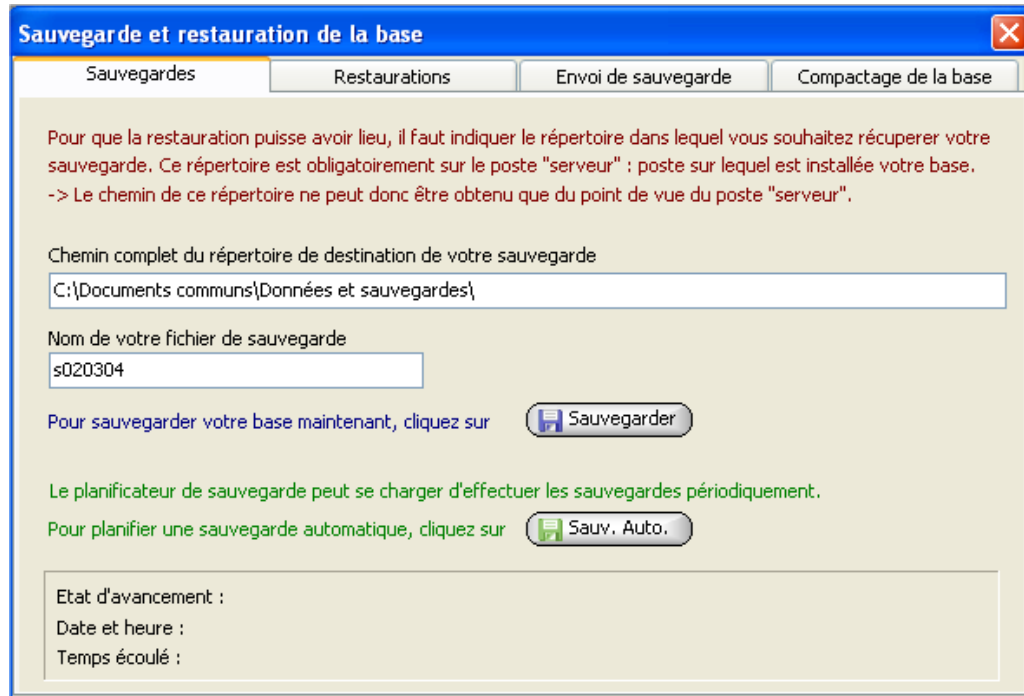 Sauvegarde et restauration de la base
Sauvegardes Restaurations Envoi de sauvegarde Compactage de la base
Pour que la restauration puisse avoir lieu, il faut indiquer le répertoire dans lequel vous souhaitez récuperer votre
sauvegarde. Ce répertoire est obligatoirement sur le poste "serveur" : poste sur lequel est installée votre base.
-> Le chemin de ce répertoire ne peut donc être obtenu que du point de vue du poste "serveur".
Chemin complet du répertoire de destination de votre sauvegarde
C:\Documents communs\Données et sauvegardes\
Nom de votre fichier de sauvegarde
s020304
Pour sauvegarder votre base maintenant, cliquez sur Sauvegarder
Le planificateur de sauvegarde peut se charger d'effectuer les sauvegardes périodiquement.
Pour planifier une sauvegarde automatique, cliquez sur Sauv. Auto.
Etat d'avancement :
Date et heure :
Temps écoulé :